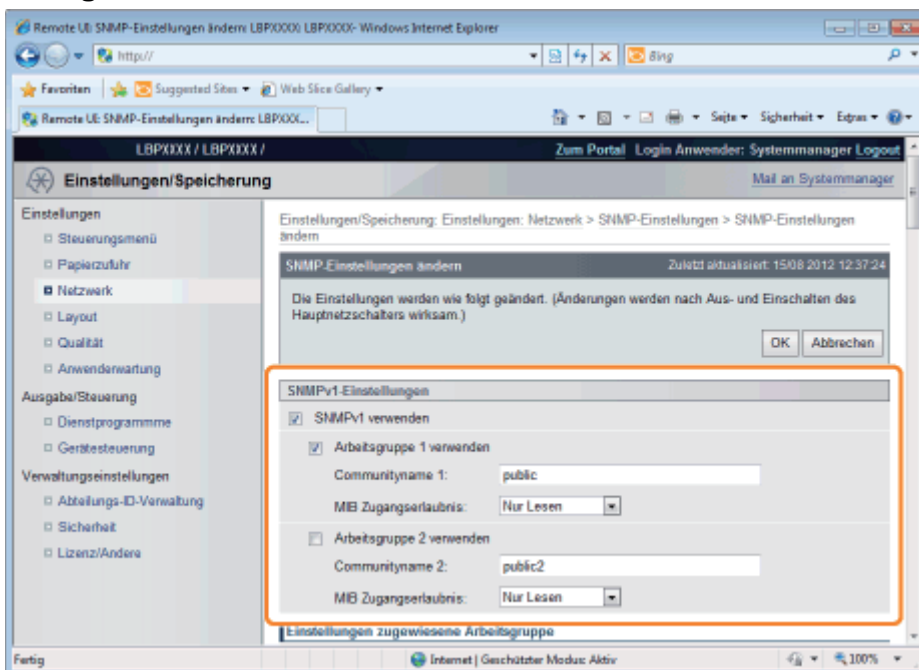 Remote UI: SNMP-Einstellungen ändern: LBPXXXX: LBPXXXX- Windows Internet Explorer
http://
Bing
Favoriten Suggested Sites Web Slice Gallery
Remote UI: SNMP-Einstellungen ändern: LBPXXX...
Seite Sicherheit Extras
LBPXXXX / LBPXXXX /
Zum Portal Login Anwender: Systemmanager Logout
Einstellungen/Speicherung
Mail an Systemmanager
Einstellungen
Steuerungsmenü
Papierzufuhr
Netzwerk
Layout
Qualität
Anwenderwartung
Ausgabe/Steuerung
Dienstprogrammme
Gerätesteuerung
Verwaltungseinstellungen
Abteilungs-ID-Verwaltung
Sicherheit
Lizenz/Andere
Einstellungen/Speicherung: Einstellungen: Netzwerk > SNMP-Einstellungen > SNMP-Einstellungen
ändern
SNMP-Einstellungen ändern
Zuletzt aktualisiert: 15/08 2012 12:37:24
Die Einstellungen werden wie folgt geändert. (Änderungen werden nach Aus- und Einschalten des
Hauptnetzschalters wirksam.)
OK Abbrechen
SNMPv1-Einstellungen
SNMPv1 verwenden
Arbeitsgruppe 1 verwenden
Communityname 1: public
MIB Zugangserlaubnis: Nur Lesen
Arbeitsgruppe 2 verwenden
Communityname 2: public2
MIB Zugangserlaubnis: Nur Lesen
Einstellungen zugewiesene Arbeitsgruppe
Fertig
Internet | Geschützter Modus: Aktiv
100%